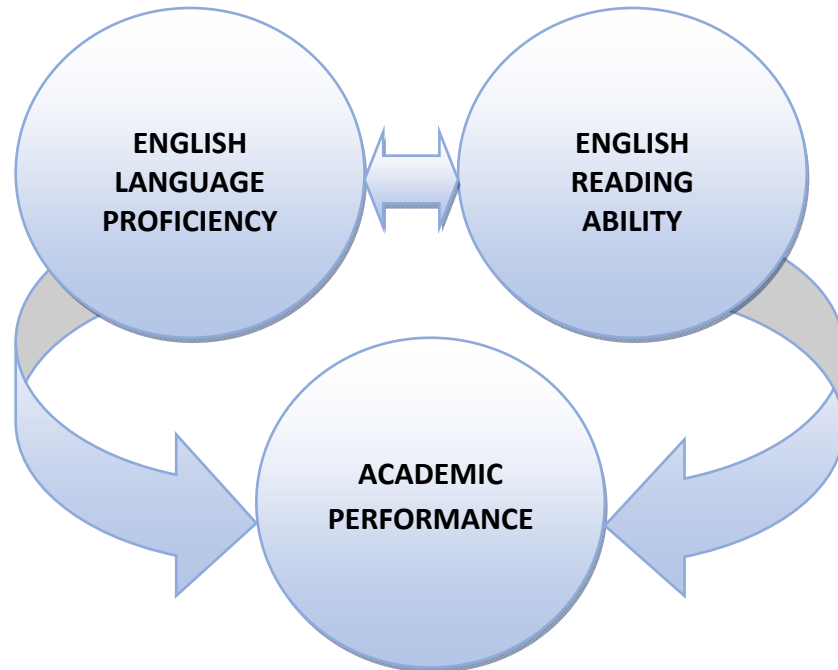 ENGLISH
LANGUAGE
PROFICIENCY
ENGLISH
READING
ABILITY
ACADEMIC
PERFORMANCE